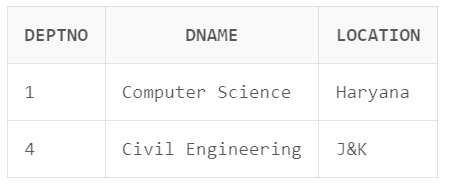 DEPTNO DNAME LOCATION
1 Computer Science Haryana
4 Civil Engineering J&K